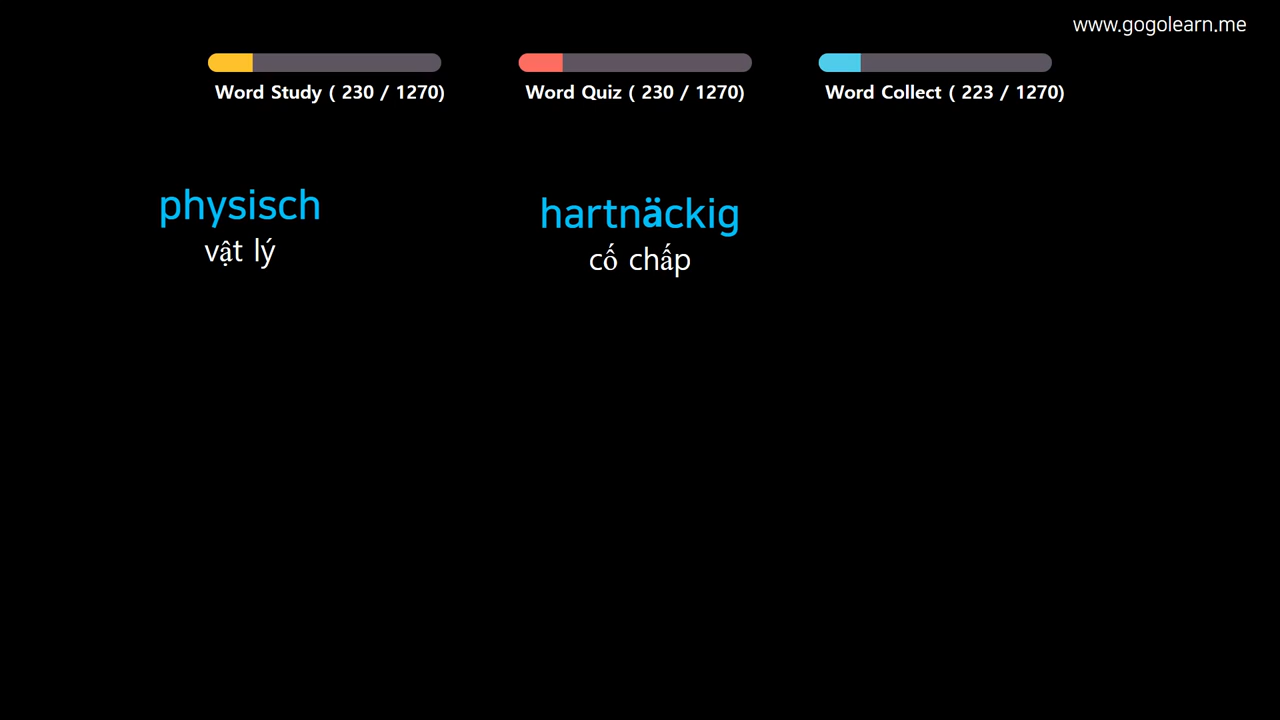 www.gogolearn.me
Word Study ( 230 / 1270)
Word Quiz ( 230 / 1270)
Word Collect ( 223 / 1270)
physisch
vật lý
hartnäckig
cố chấp